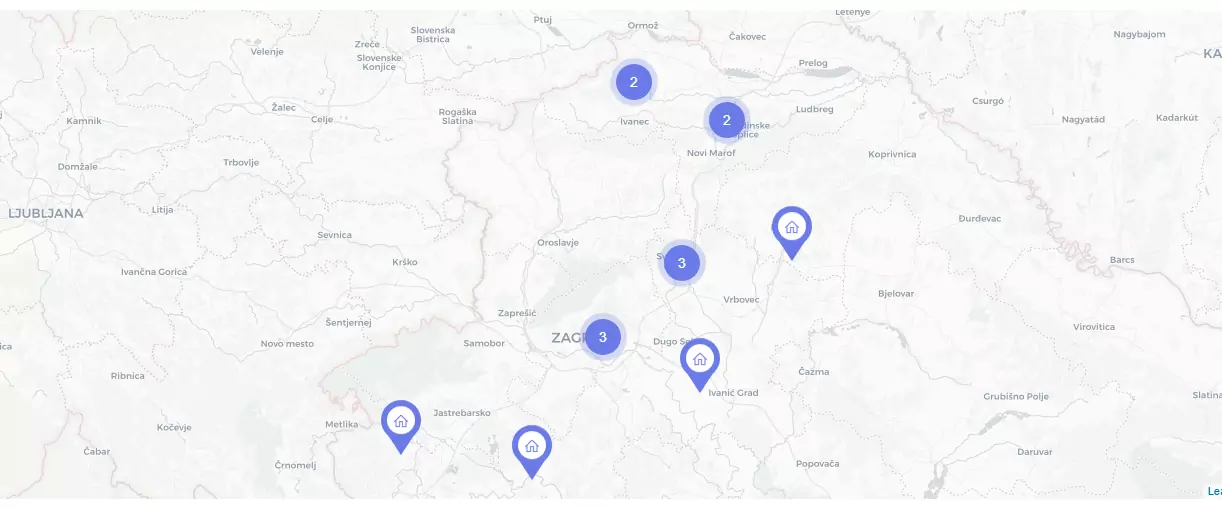 Letenye
Ptuj
Ormož
Slovenska
Bistrica
Nagybajom
Čakovec
Zreče
Velenje
KA
Slovenske
Konjice
Prelog
2
Žalec
Rogaška
Slatina
Celje
Kamnik
Ivanec
2
Ludbreg
Csurgó
Nagyatád
Kadarkút
dinske
plice
Novi Marof
Koprivnica
Domžale
Trbovlje
LJUBLJANA
Litija
Đurđevac
Sevnica
Oroslavje
3
Krško
Ivančna Gorica
Barcs
Vrbovec
Bjelovar
Zaprešić
Šentjernej
Virovitica
ZAG
3
Samobor
Dugo Se
Novo mesto
ica
Ribnica
Čazma
Ivanić Grad
Grubišno Polje
Slatina
Jastrebarsko
Metlika
Kočevje
Čabar
Daruvar
Črnomelj
Popovača
Lea